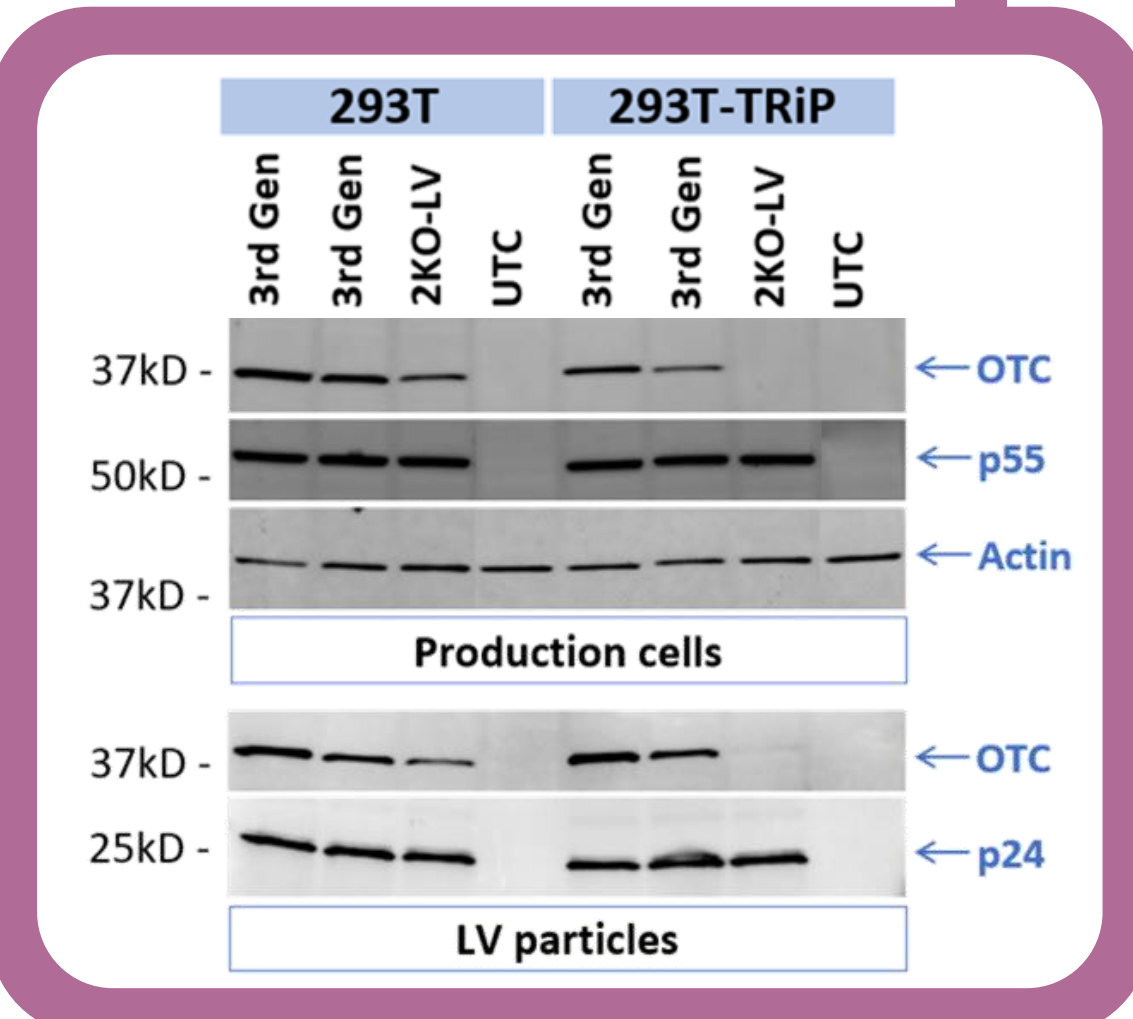 293T 293T-TRiP
3rd Gen 3rd Gen 2KO-LV UTC 3rd Gen 3rd Gen 2KO-LV UTC
37kD - ←OTC
50kD - ←p55
37kD - ←Actin
Production cells
37kD - ←OTC
25kD - ←p24
LV particles